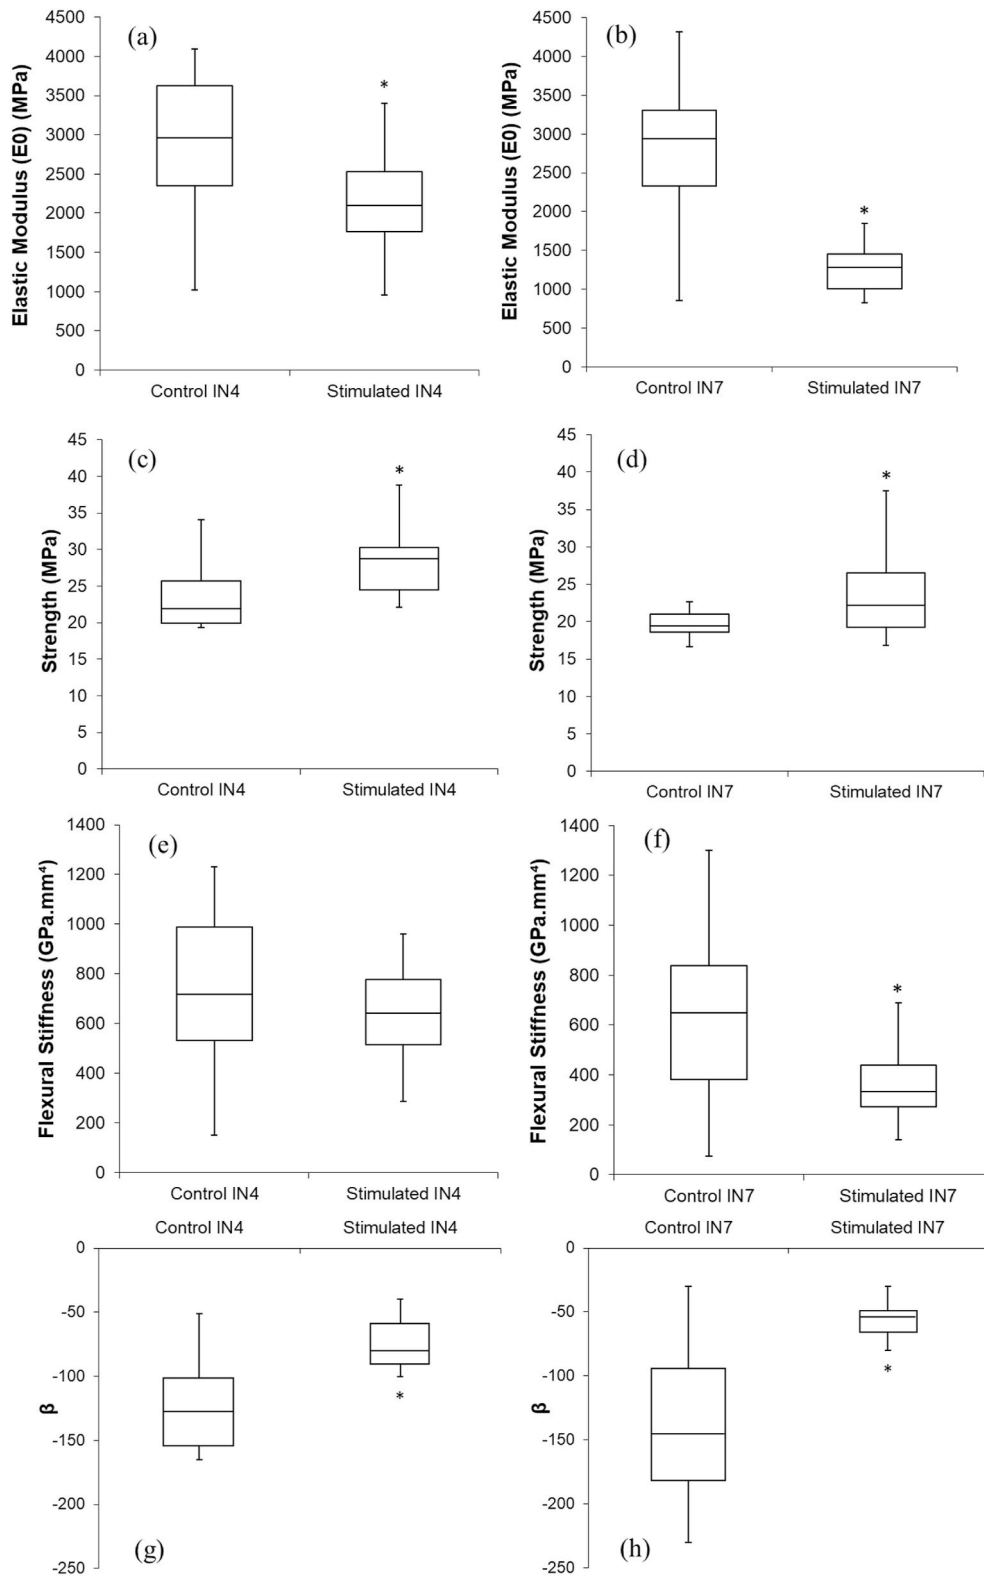 (a)
Elastic Modulus (E0) (MPa)
4500
4000
3500
3000
2500
2000
1500
1000
500
0
*
Control IN4
Stimulated IN4
(b)
Elastic Modulus (E0) (MPa)
4500
4000
3500
3000
2500
2000
1500
1000
500
0
*
Control IN7
Stimulated IN7
(c)
Strength (MPa)
45
40
35
30
25
20
15
10
5
0
*
Control IN4
Stimulated IN4
(d)
Strength (MPa)
45
40
35
30
25
20
15
10
5
0
*
Control IN7
Stimulated IN7
(e)
Flexural Stiffness (GPa.mm⁴)
1400
1200
1000
800
600
400
200
0
Control IN4
Stimulated IN4
(f)
Flexural Stiffness (GPa.mm⁴)
1400
1200
1000
800
600
400
200
0
*
Control IN7
Stimulated IN7
Control IN4
Stimulated IN4
β
0
-50
-100
-150
-200
-250
*
(g)
Control IN7
Stimulated IN7
β
0
-50
-100
-150
-200
-250
*
(h)